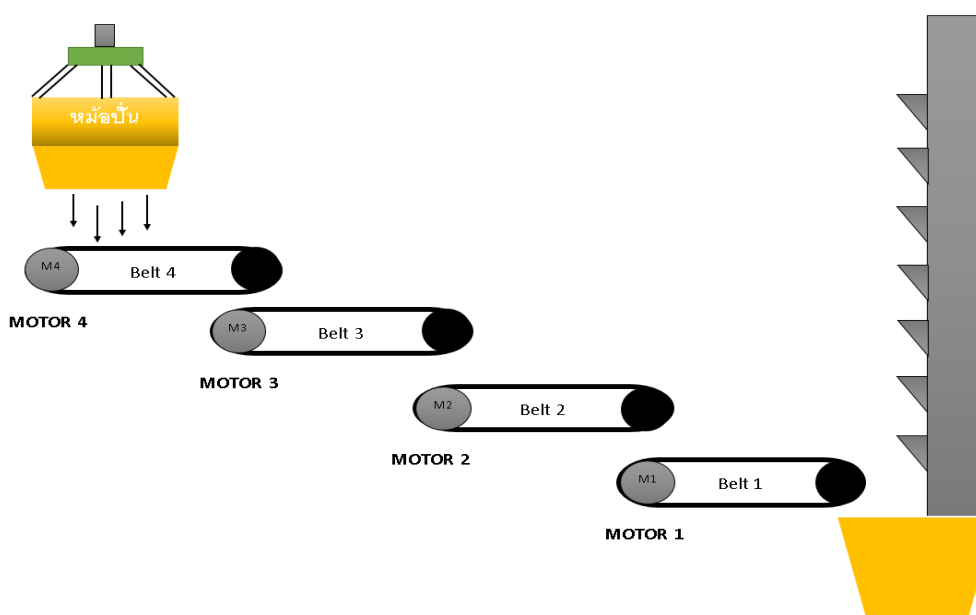 หม้อปั่น
M4
Belt 4
MOTOR 4
M3
Belt 3
MOTOR 3
M2
Belt 2
MOTOR 2
M1
Belt 1
MOTOR 1